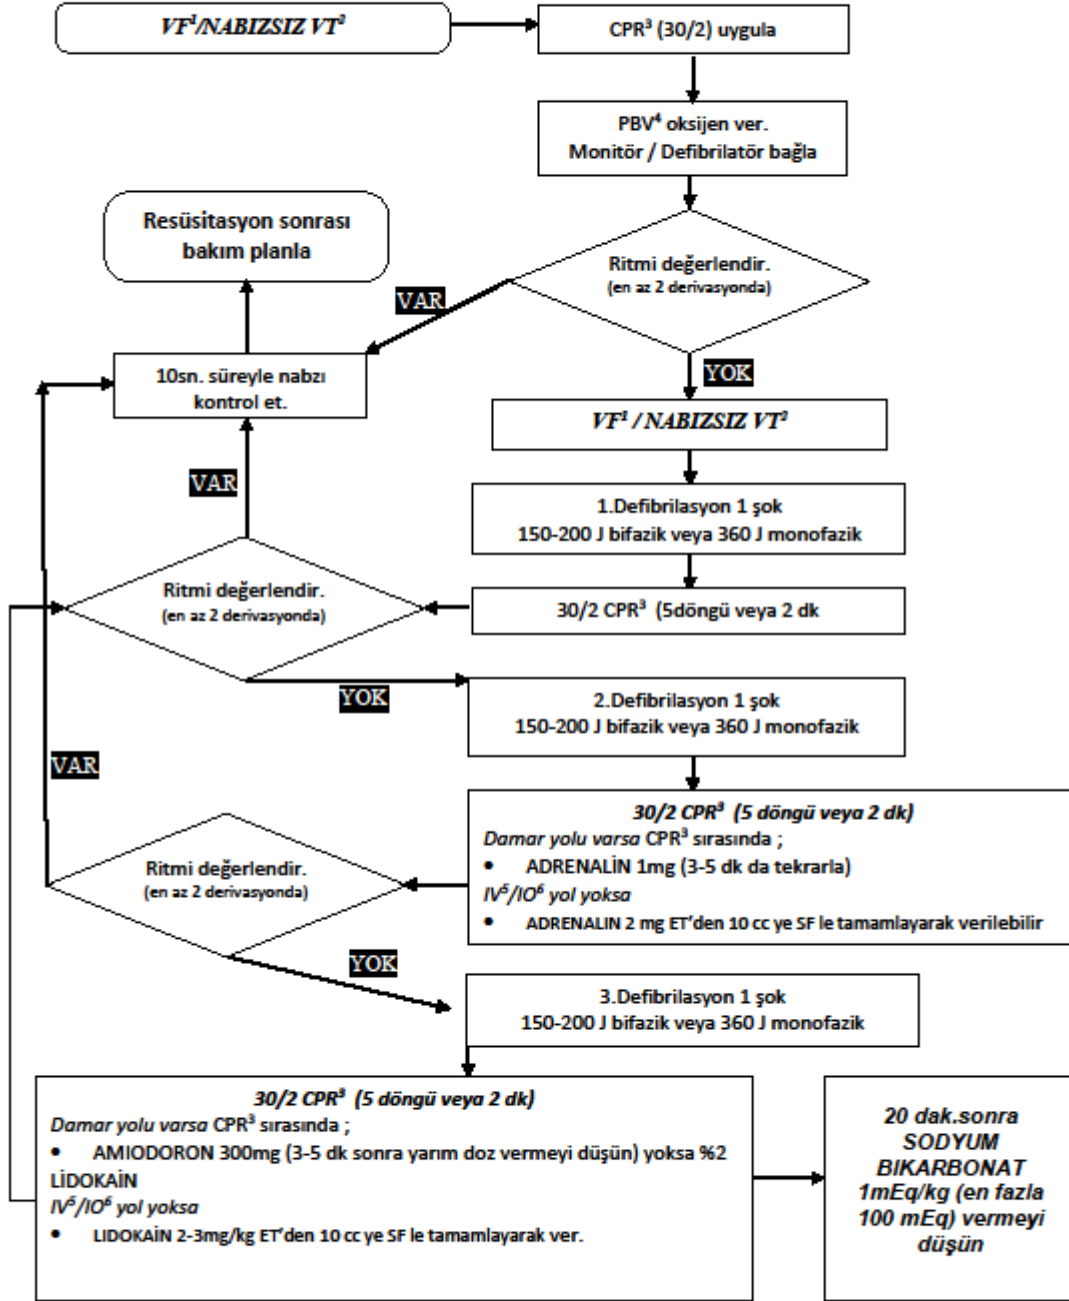 VF¹/NABIZSIZ VT²
CPR³ (30/2) uygula
PBV⁴ oksijen ver.
Monitör / Defibrilatör bağla
Resüsitasyon sonrası
bakım planla
Ritmi değerlendir.
(en az 2 derivasyonda)
VAR
YOK
10sn. süreyle nabzı
kontrol et.
VF¹ / NABIZSIZ VT²
VAR
1.Defibrilasyon 1 şok
150-200 J bifazik veya 360 J monofazik
Ritmi değerlendir.
(en az 2 derivasyonda)
30/2 CPR³ (5döngü veya 2 dk
YOK
2.Defibrilasyon 1 şok
150-200 J bifazik veya 360 J monofazik
VAR
30/2 CPR³ (5 döngü veya 2 dk)
Damar yolu varsa CPR³ sırasında ;
• ADRENALİN 1mg (3-5 dk da tekrarla)
IV⁵/IO⁶ yol yoksa
• ADRENALIN 2 mg ET'den 10 cc ye SF le tamamlayarak verilebilir
Ritmi değerlendir.
(en az 2 derivasyonda)
YOK
3.Defibrilasyon 1 şok
150-200 J bifazik veya 360 J monofazik
30/2 CPR³ (5 döngü veya 2 dk)
Damar yolu varsa CPR³ sırasında ;
• AMIODORON 300mg (3-5 dk sonra yarım doz vermeyi düşün) yoksa %2
LİDOKAİN
IV⁵/IO⁶ yol yoksa
• LIDOKAİN 2-3mg/kg ET'den 10 cc ye SF le tamamlayarak ver.
20 dak.sonra
SODYUM
BIKARBONAT
1mEq/kg (en fazla
100 mEq) vermeyi
düşün